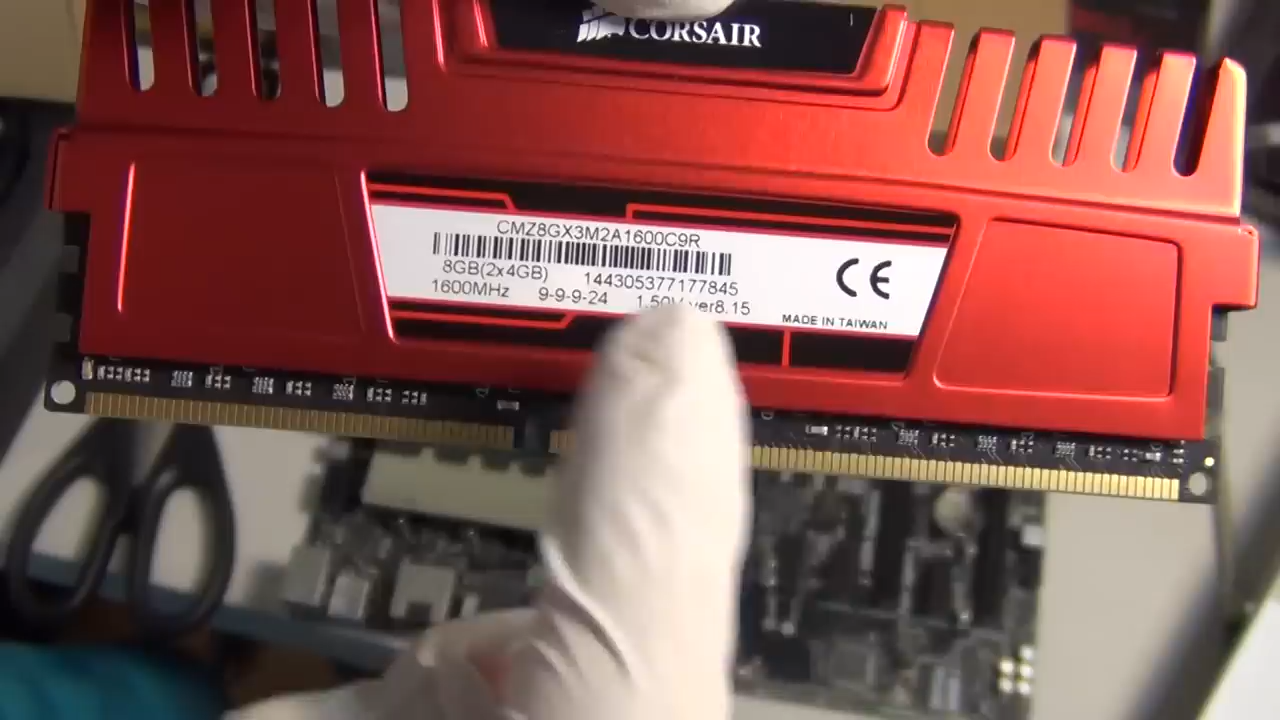 CORSAIR
CMZ8GX3M2A1600C9R
8GB(2x4GB) 144305377177845
1600MHz 9-9-9-24 1.50V ver8.15
CE
MADE IN TAIWAN